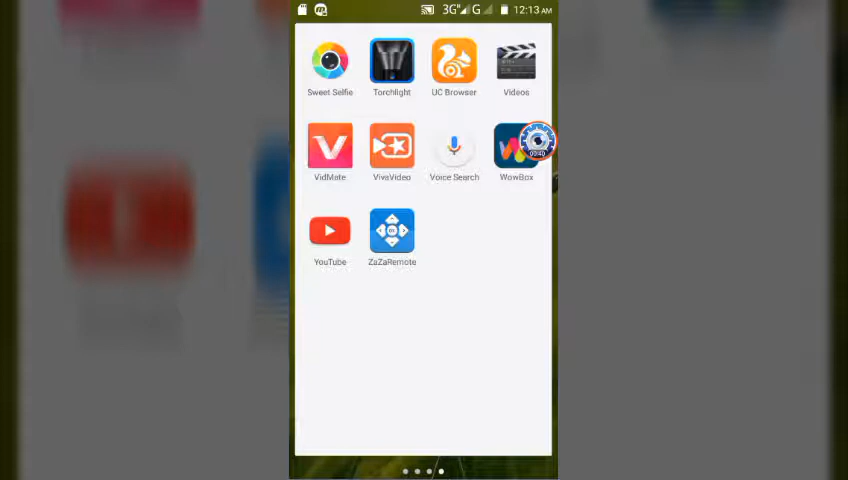 3G G 12:13 AM
Sweet Selfie Torchlight UC Browser Videos
VidMate VivaVideo Voice Search WowBox
YouTube ZaZaRemote